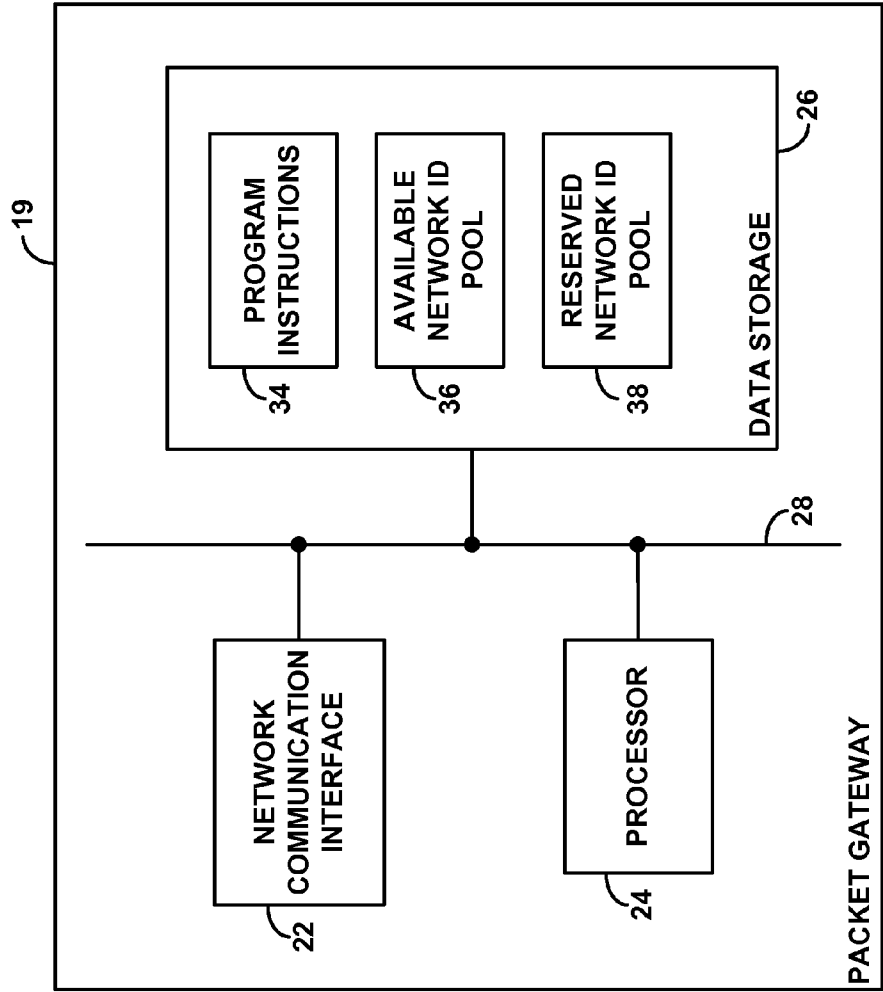 19
NETWORK
COMMUNICATION
INTERFACE
22
PROCESSOR
24
28
PROGRAM
INSTRUCTIONS
34
AVAILABLE
NETWORK ID
POOL
36
RESERVED
NETWORK ID
POOL
38
DATA STORAGE
26
PACKET GATEWAY